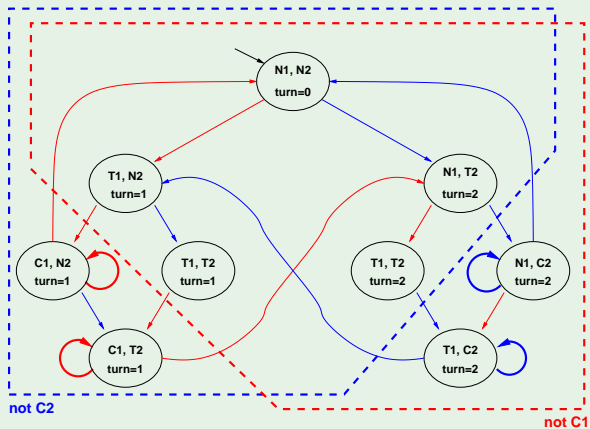 N1, N2
turn=0
T1, N2
turn=1
N1, T2
turn=2
C1, N2
turn=1
T1, T2
turn=1
T1, T2
turn=2
N1, C2
turn=2
C1, T2
turn=1
T1, C2
turn=2
not C2
not C1